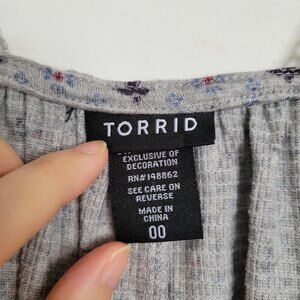 TORRID
EXCLUSIVE OF
DECORATION
RN#148862
SEE CARE ON
REVERSE
MADE IN
CHINA
00